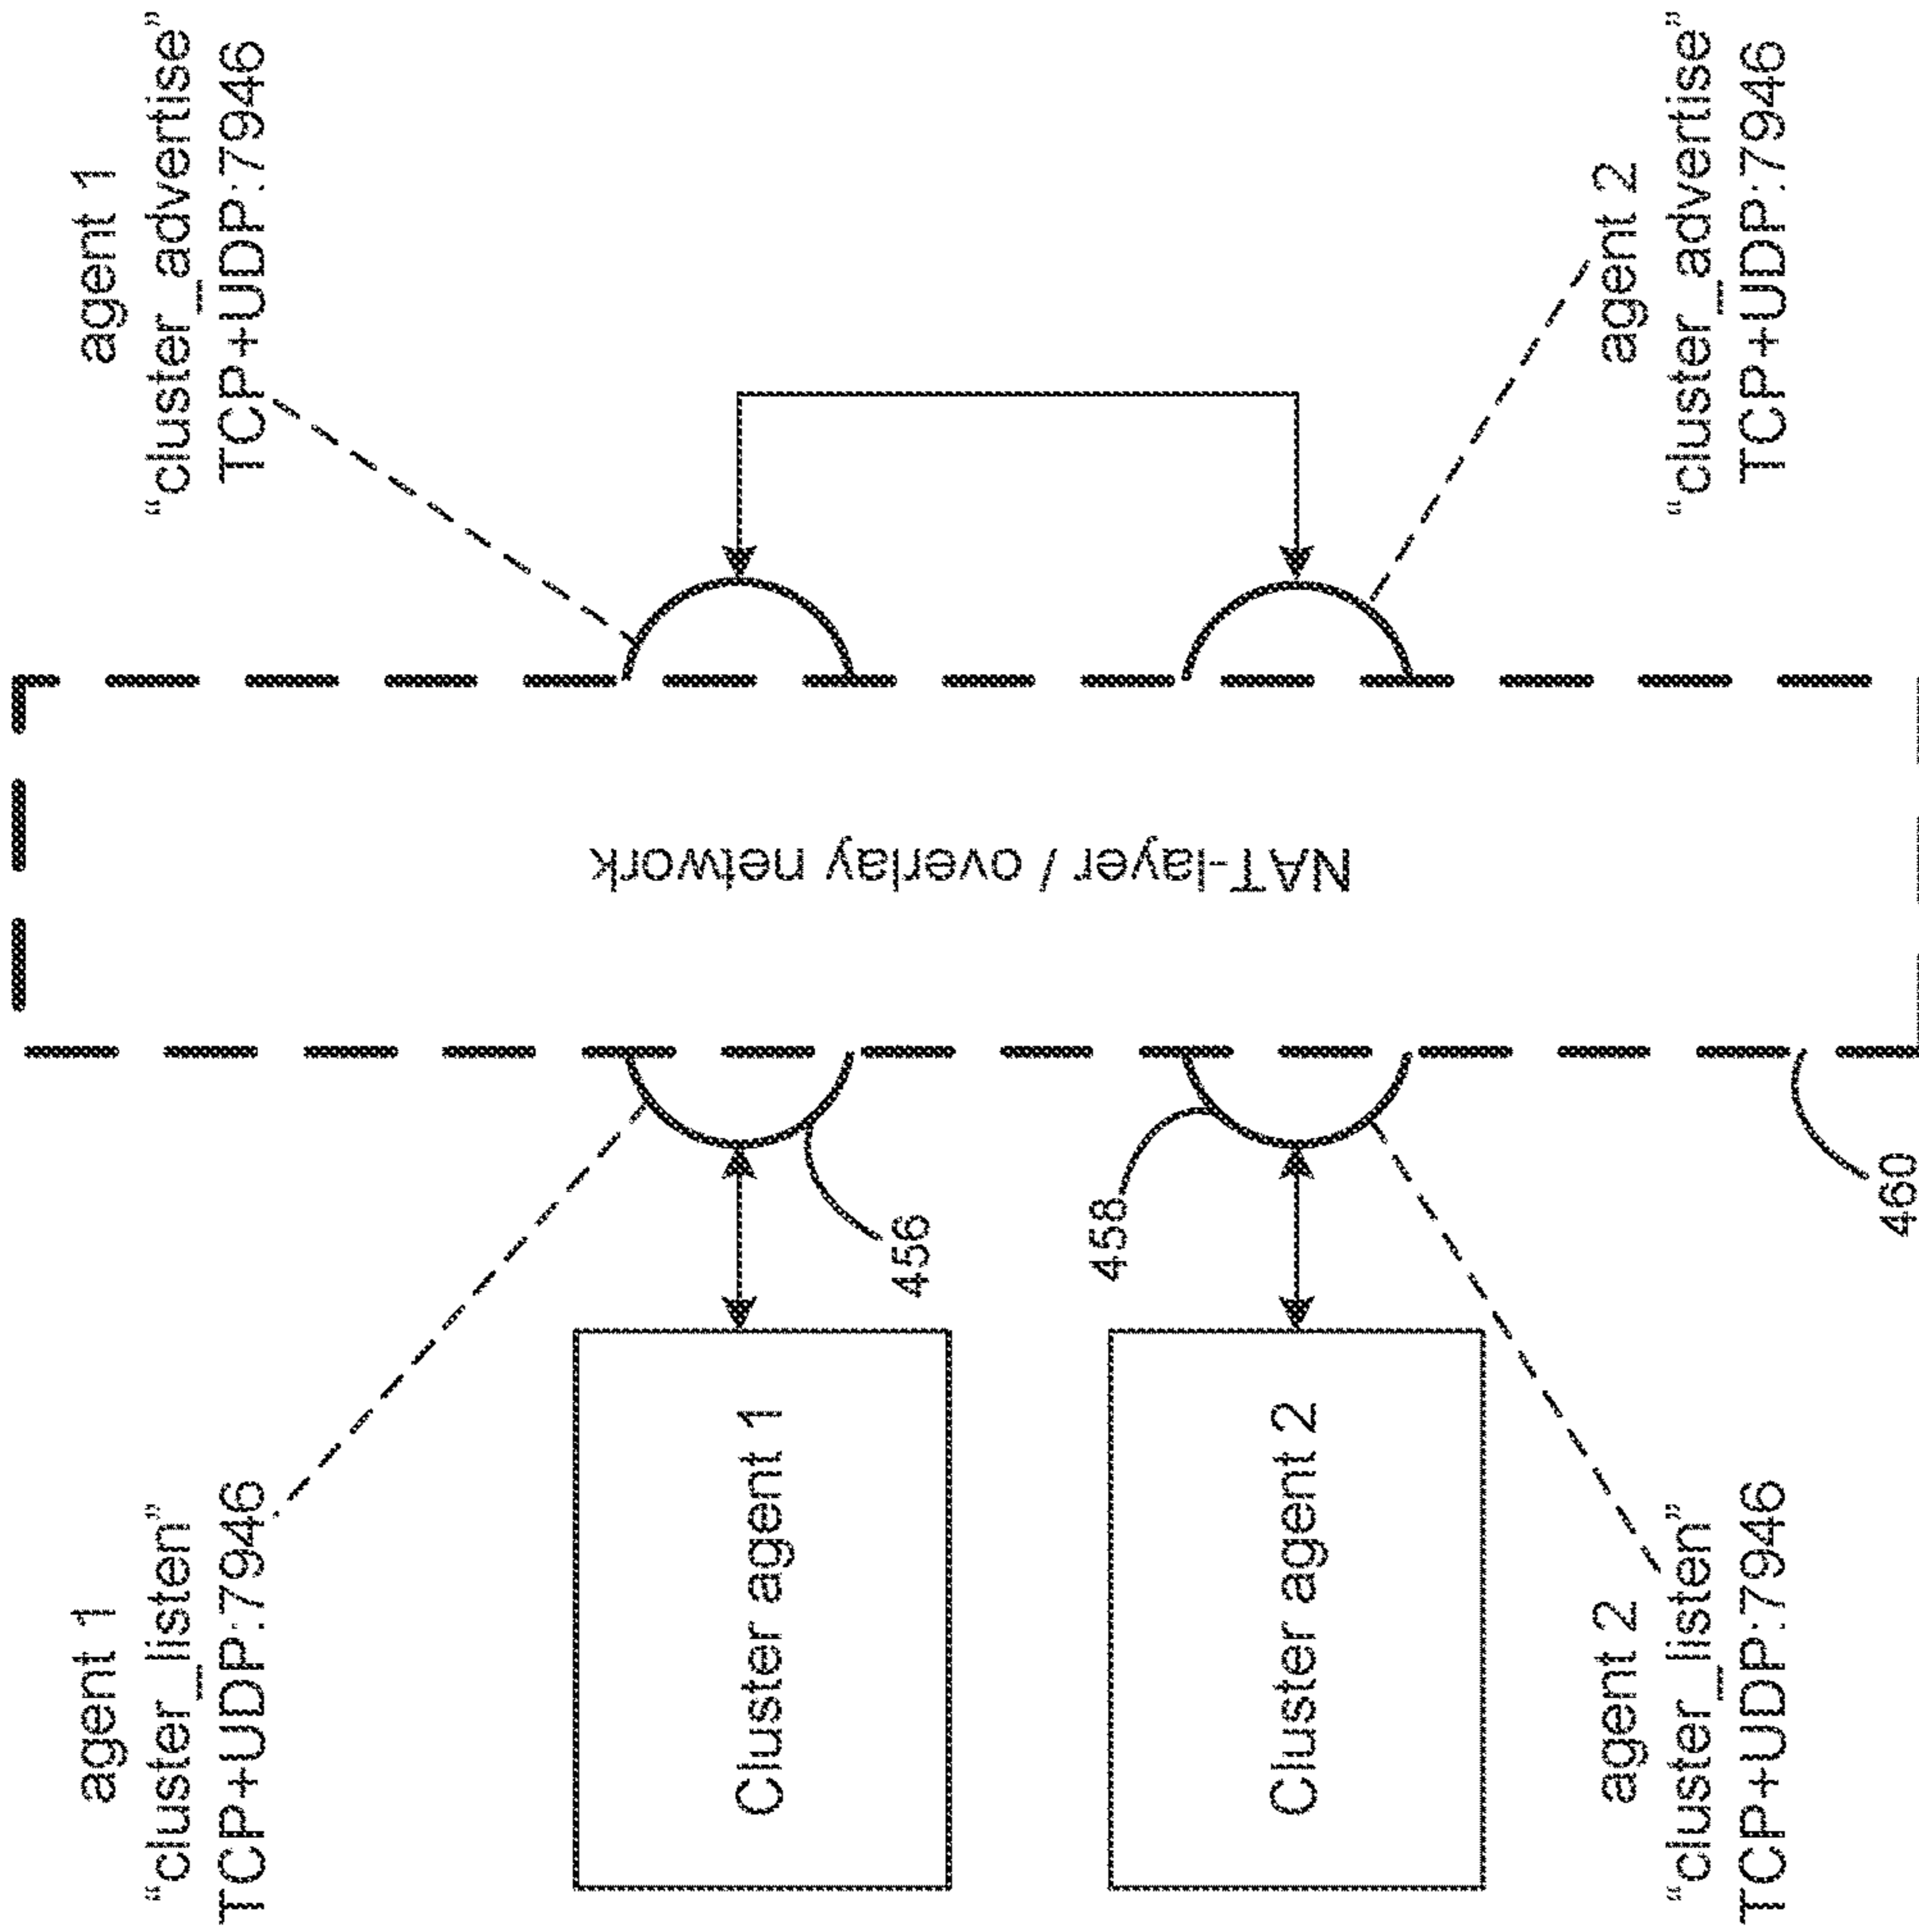 agent 1
“cluster_listen”
TCP+UDP:7946
agent 1
“cluster_advertise”
TCP+UDP:7946
Cluster agent 1
456
NAT-layer / overlay network
458
Cluster agent 2
agent 2
“cluster_listen”
TCP+UDP:7946
460
agent 2
“cluster_advertise”
TCP+UDP:7946